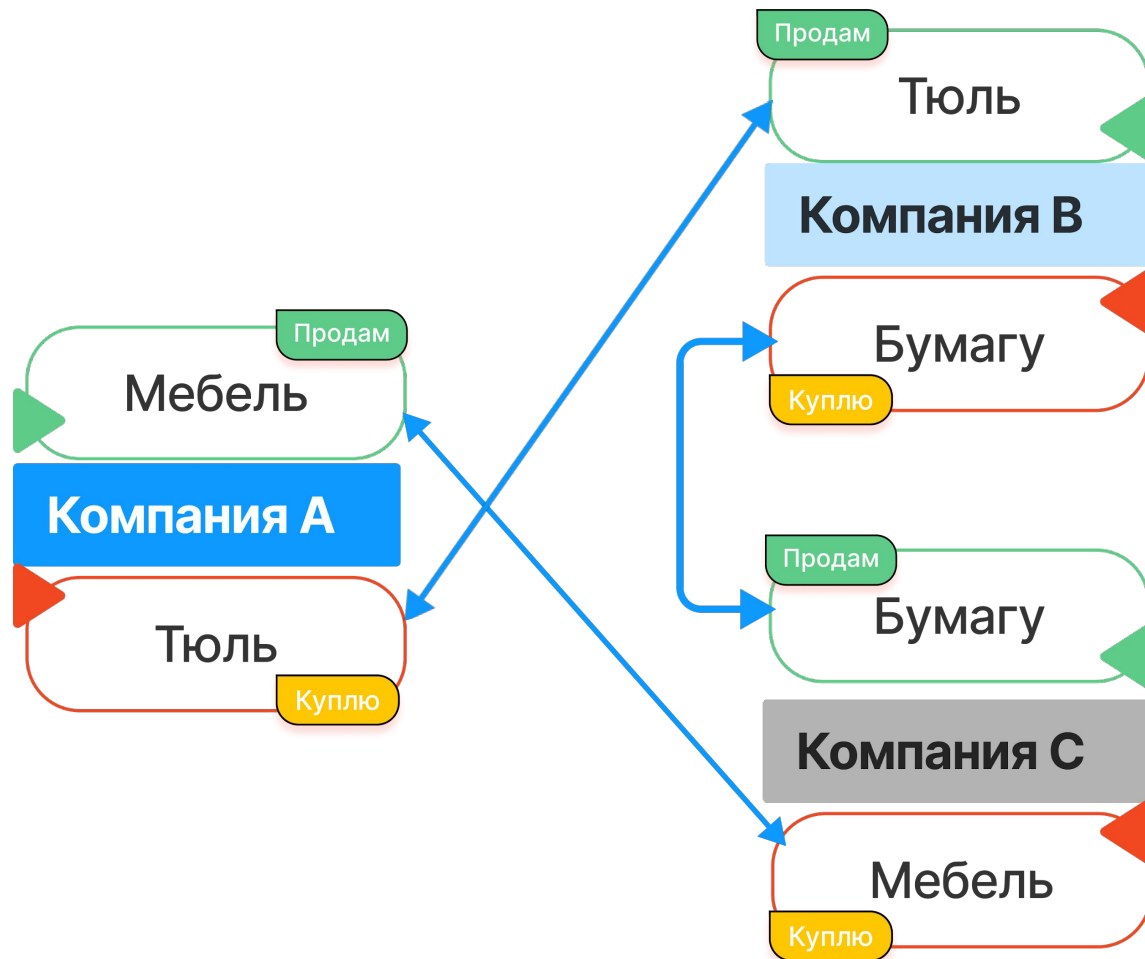 Продам
Мебель
Компания А
Тюль
Куплю
Продам
Тюль
Компания В
Бумагу
Куплю
Продам
Бумагу
Компания С
Мебель
Куплю